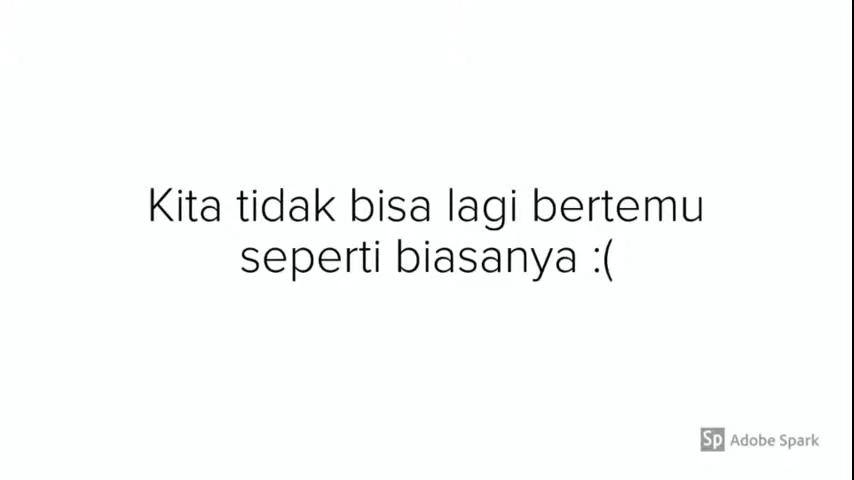 Kita tidak bisa lagi bertemu
seperti biasanya :(
Sp Adobe Spark